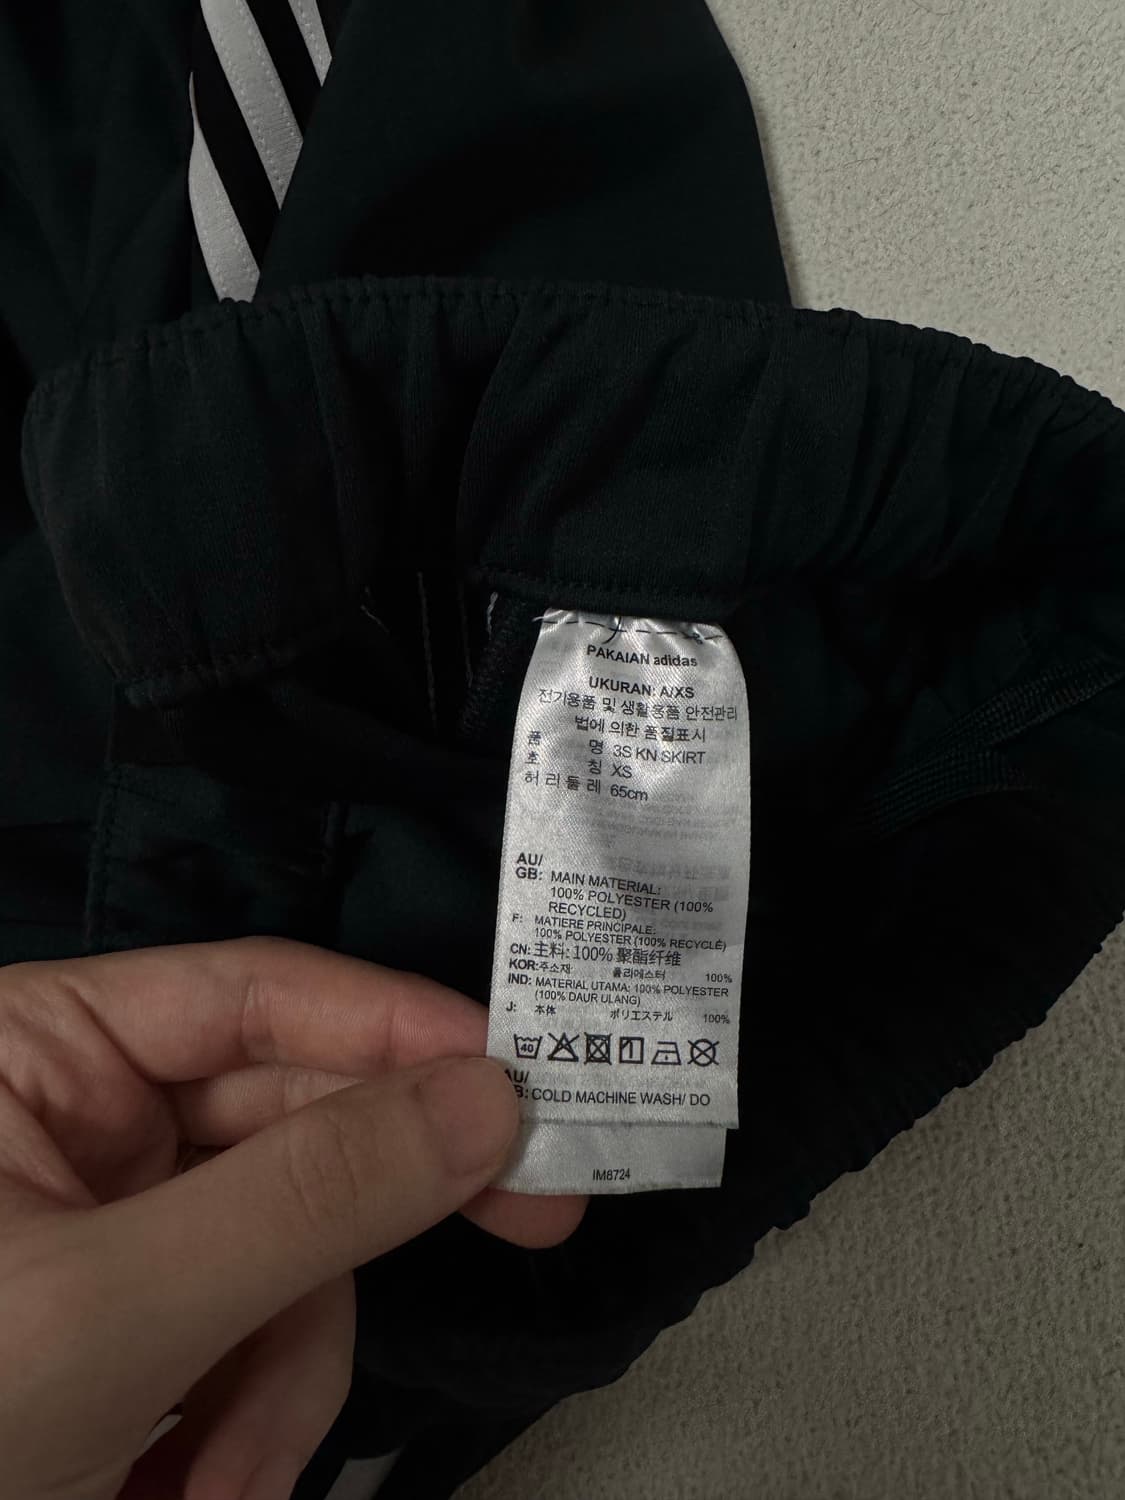 PAKAIAN adidas
UKURAN: A/XS
전기용품 및 생활용품 안전관리
법에 의한 품질표시
품 명 3S KN SKIRT
호 칭 XS
허 리 둘 레 65cm
AU/
GB: MAIN MATERIAL:
100% POLYESTER (100%
RECYCLED)
F: MATIERE PRINCIPALE:
100% POLYESTER (100% RECYCLÉ)
CN: 主料: 100% 聚酯纤维
KOR: 주소재 폴리에스터 100%
IND: MATERIAL UTAMA: 100% POLYESTER
(100% DAUR ULANG)
J: 本体 ポリエステル 100%
40
AU/
B: COLD MACHINE WASH/ DO
IM8724